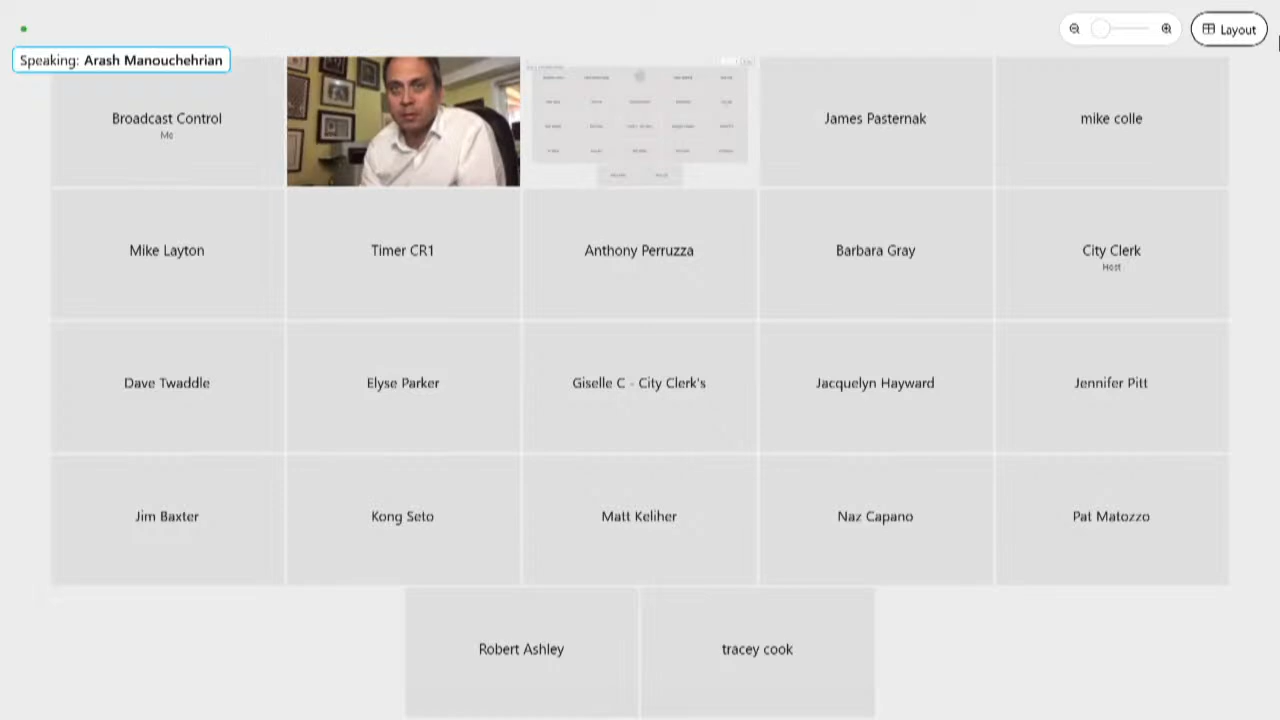 Layout
Speaking: Arash Manouchehrian
Broadcast Control
Me
James Pasternak
mike colle
Mike Layton
Timer CR1
Anthony Perruzza
Barbara Gray
City Clerk
Host
Dave Twaddle
Elyse Parker
Giselle C - City Clerk's
Jacquelyn Hayward
Jennifer Pitt
Jim Baxter
Kong Seto
Matt Keliher
Naz Capano
Pat Matozzo
Robert Ashley
tracey cook